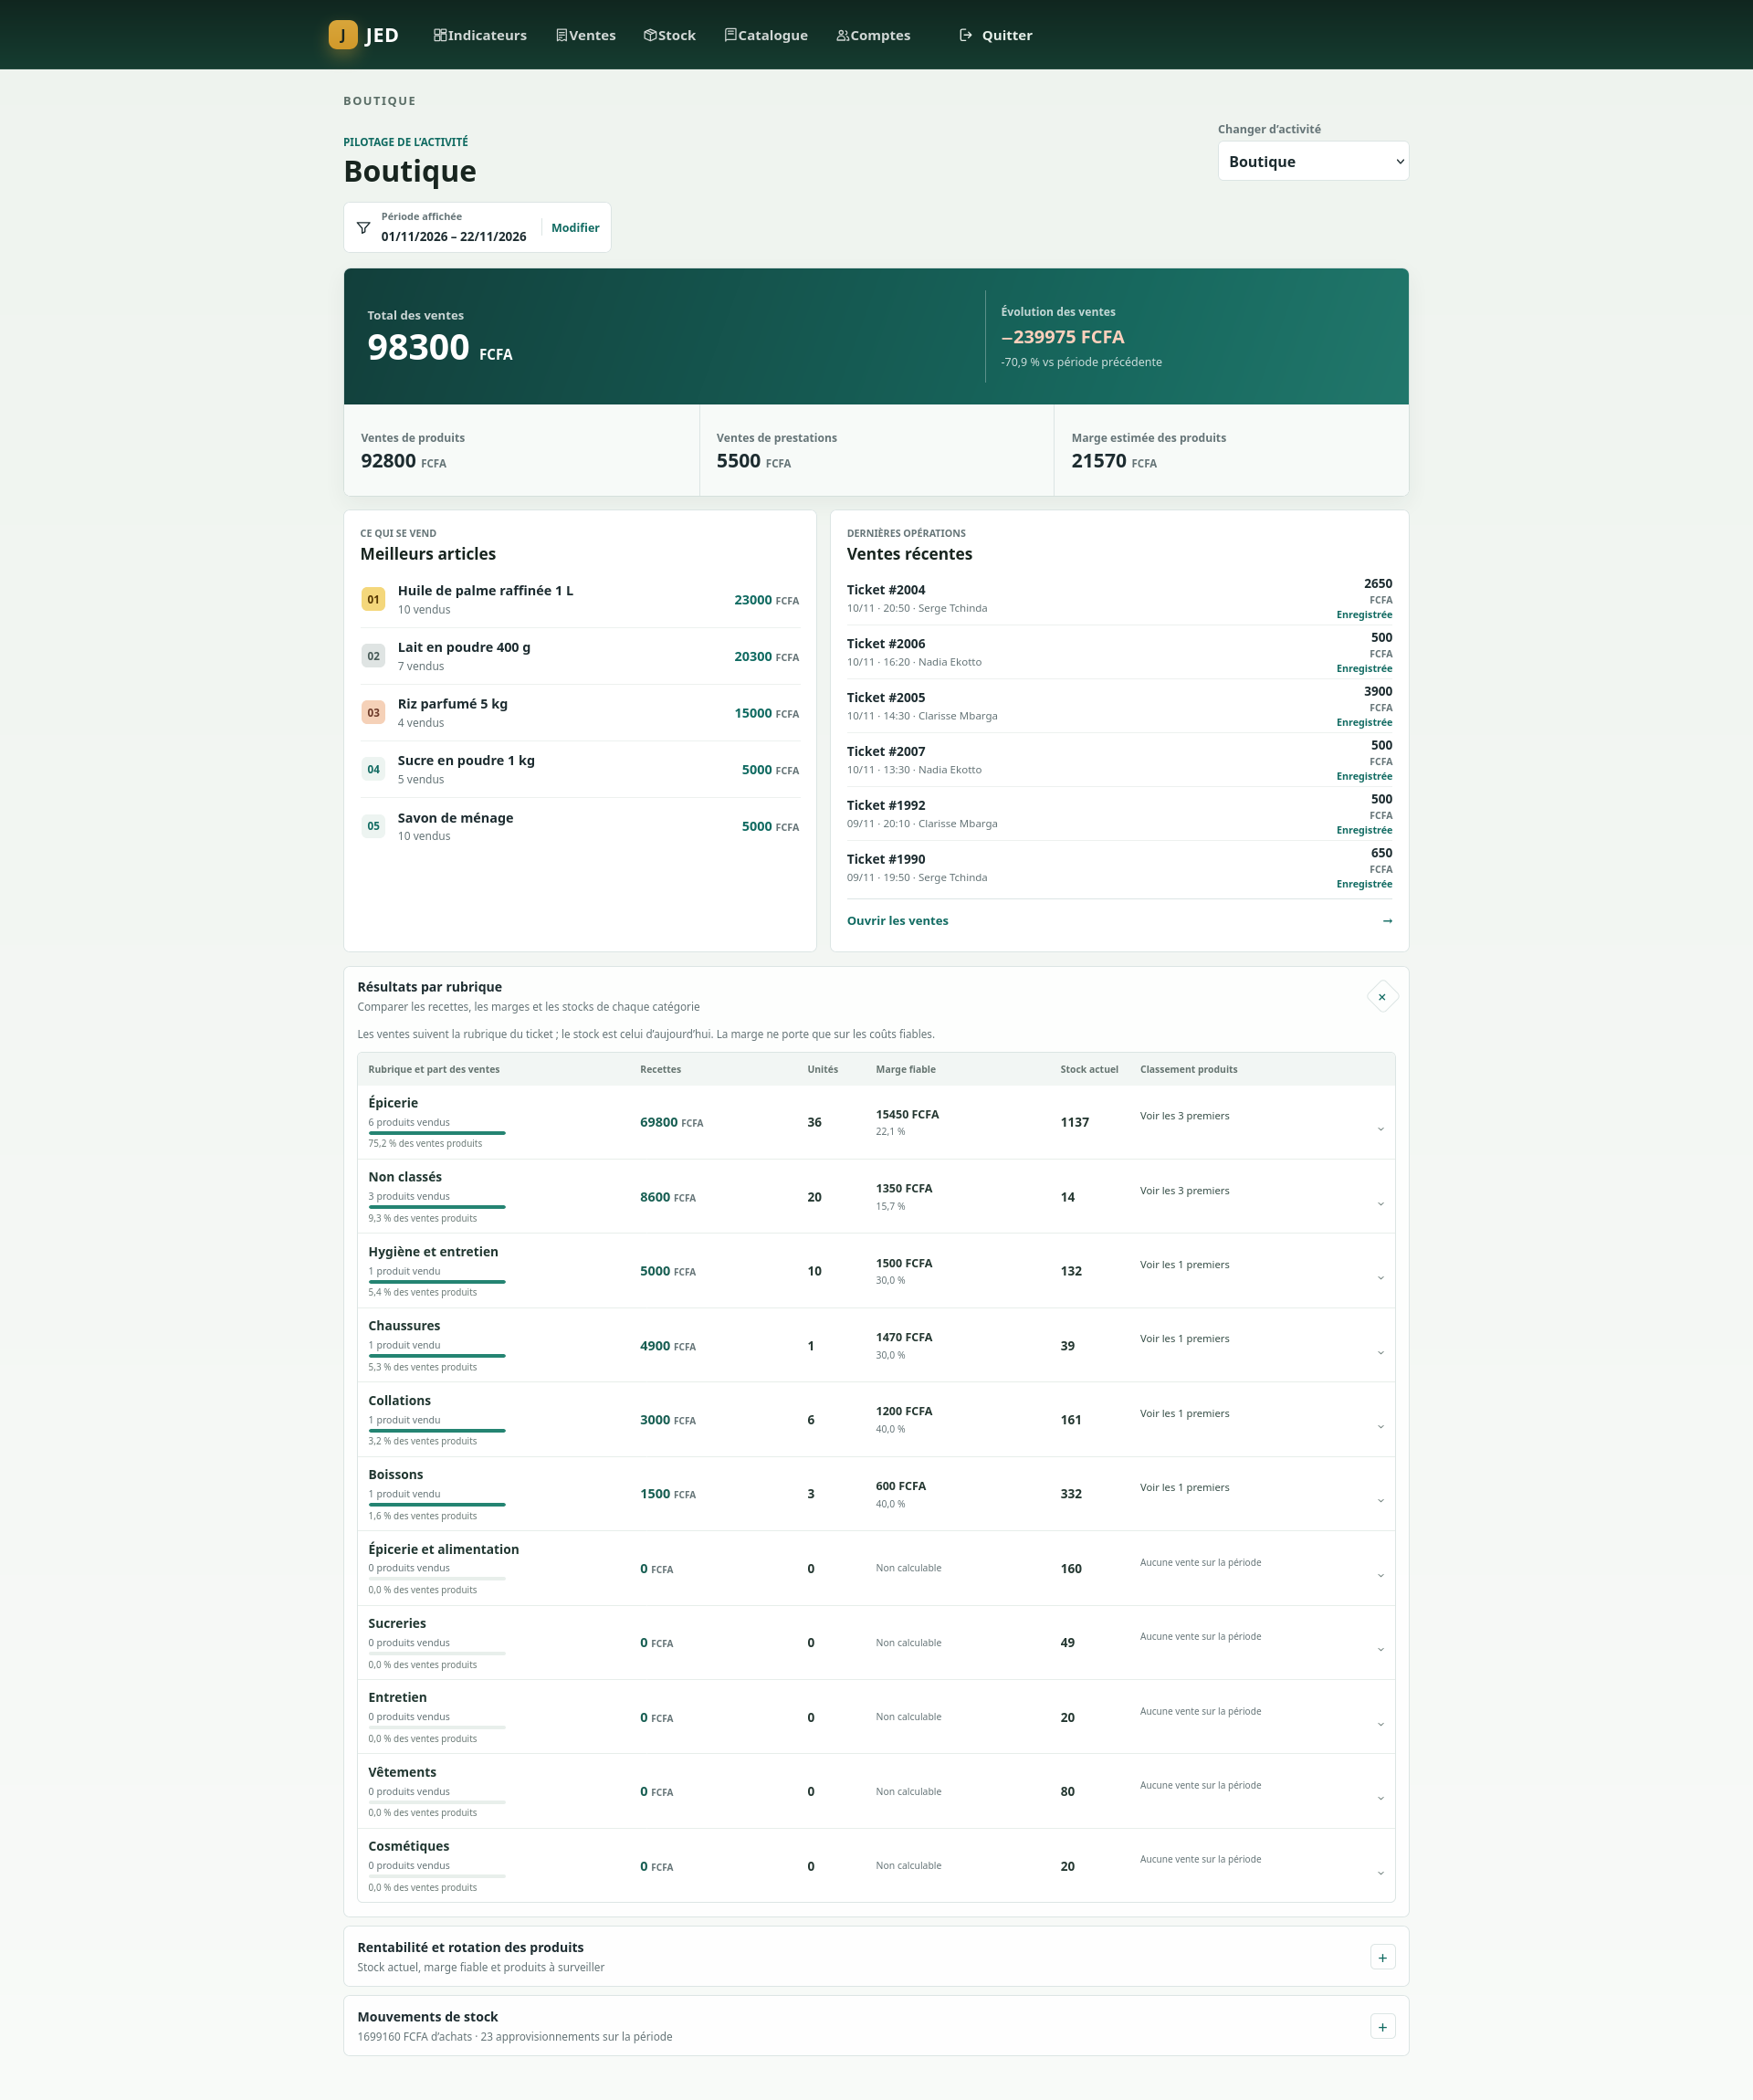 J JED Indicateurs Ventes Stock Catalogue Comptes Quitter
BOUTIQUE
PILOTAGE DE L’ACTIVITÉ
Boutique
Changer d’activité
Boutique
Période affichée
01/11/2026 – 22/11/2026
Modifier
Total des ventes
98300 FCFA
Évolution des ventes
−239975 FCFA
-70,9 % vs période précédente
Ventes de produits
92800 FCFA
Ventes de prestations
5500 FCFA
Marge estimée des produits
21570 FCFA
CE QUI SE VEND
Meilleurs articles
01 Huile de palme raffinée 1 L 23000 FCFA
10 vendus
02 Lait en poudre 400 g 20300 FCFA
7 vendus
03 Riz parfumé 5 kg 15000 FCFA
4 vendus
04 Sucre en poudre 1 kg 5000 FCFA
5 vendus
05 Savon de ménage 5000 FCFA
10 vendus
DERNIÈRES OPÉRATIONS
Ventes récentes
Ticket #2004
10/11 · 20:50 · Serge Tchinda
2650
FCFA
Enregistrée
Ticket #2006
10/11 · 16:20 · Nadia Ekotto
500
FCFA
Enregistrée
Ticket #2005
10/11 · 14:30 · Clarisse Mbarga
3900
FCFA
Enregistrée
Ticket #2007
10/11 · 13:30 · Nadia Ekotto
500
FCFA
Enregistrée
Ticket #1992
09/11 · 20:10 · Clarisse Mbarga
500
FCFA
Enregistrée
Ticket #1990
09/11 · 19:50 · Serge Tchinda
650
FCFA
Enregistrée
Ouvrir les ventes →
Résultats par rubrique
Comparer les recettes, les marges et les stocks de chaque catégorie
Les ventes suivent la rubrique du ticket ; le stock est celui d’aujourd’hui. La marge ne porte que sur les coûts fiables.
Rubrique et part des ventes Recettes Unités Marge fiable Stock actuel Classement produits
Épicerie
6 produits vendus
75,2 % des ventes produits
69800 FCFA
36
15450 FCFA
22,1 %
1137
Voir les 3 premiers
Non classés
3 produits vendus
9,3 % des ventes produits
8600 FCFA
20
1350 FCFA
15,7 %
14
Voir les 3 premiers
Hygiène et entretien
1 produit vendu
5,4 % des ventes produits
5000 FCFA
10
1500 FCFA
30,0 %
132
Voir les 1 premiers
Chaussures
1 produit vendu
5,3 % des ventes produits
4900 FCFA
1
1470 FCFA
30,0 %
39
Voir les 1 premiers
Collations
1 produit vendu
3,2 % des ventes produits
3000 FCFA
6
1200 FCFA
40,0 %
161
Voir les 1 premiers
Boissons
1 produit vendu
1,6 % des ventes produits
1500 FCFA
3
600 FCFA
40,0 %
332
Voir les 1 premiers
Épicerie et alimentation
0 produits vendus
0,0 % des ventes produits
0 FCFA
0
Non calculable
160
Aucune vente sur la période
Sucreries
0 produits vendus
0,0 % des ventes produits
0 FCFA
0
Non calculable
49
Aucune vente sur la période
Entretien
0 produits vendus
0,0 % des ventes produits
0 FCFA
0
Non calculable
20
Aucune vente sur la période
Vêtements
0 produits vendus
0,0 % des ventes produits
0 FCFA
0
Non calculable
80
Aucune vente sur la période
Cosmétiques
0 produits vendus
0,0 % des ventes produits
0 FCFA
0
Non calculable
20
Aucune vente sur la période
Rentabilité et rotation des produits
Stock actuel, marge fiable et produits à surveiller
+
Mouvements de stock
1699160 FCFA d’achats · 23 approvisionnements sur la période
+